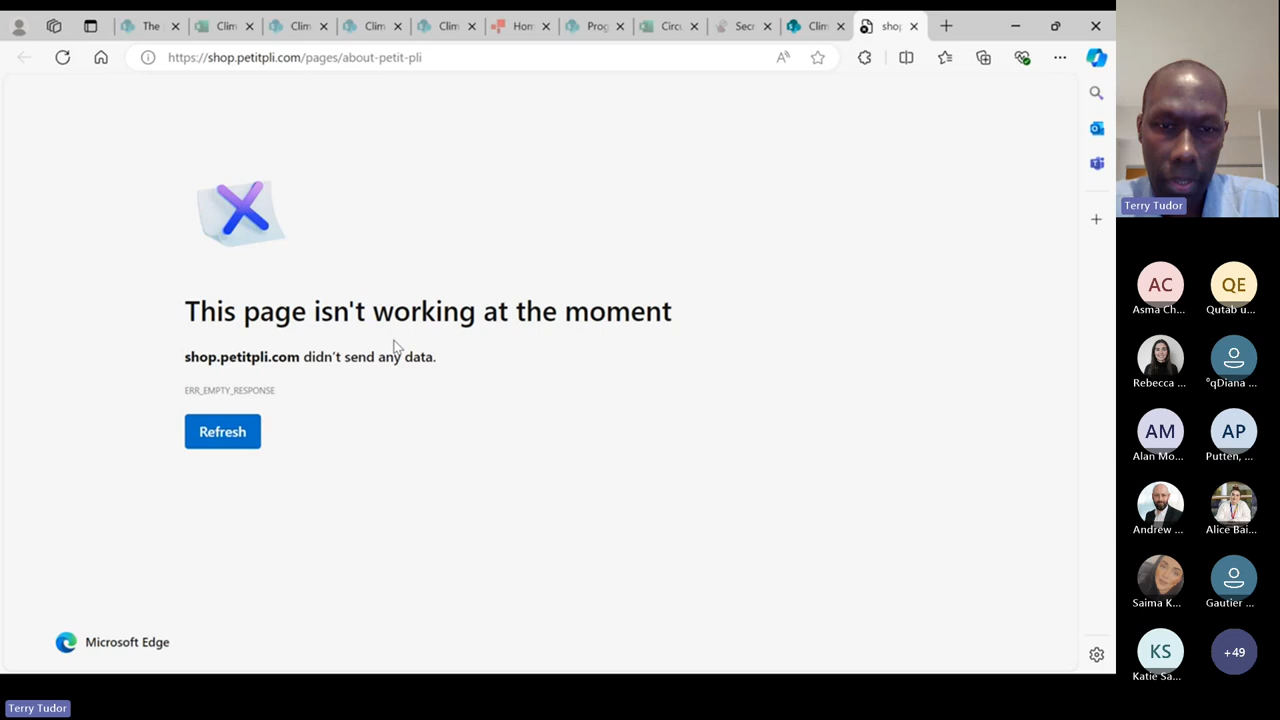 The
Clim
Clim
Clim
Clim
Hon
Prog
Circu
Secr
Clim
shop
https://shop.petitpli.com/pages/about-petit-pli
This page isn't working at the moment
shop.petitpli.com didn't send any data.
ERR_EMPTY_RESPONSE
Refresh
Microsoft Edge
Terry Tudor
AC
QE
Asma Ch...
Qutab u...
Rebecca ...
°qDiana ...
AM
AP
Alan Mo...
Putten, ...
Andrew ...
Alice Bai...
Saima K...
Gautier ...
KS
+49
Katie Sa...
Terry Tudor